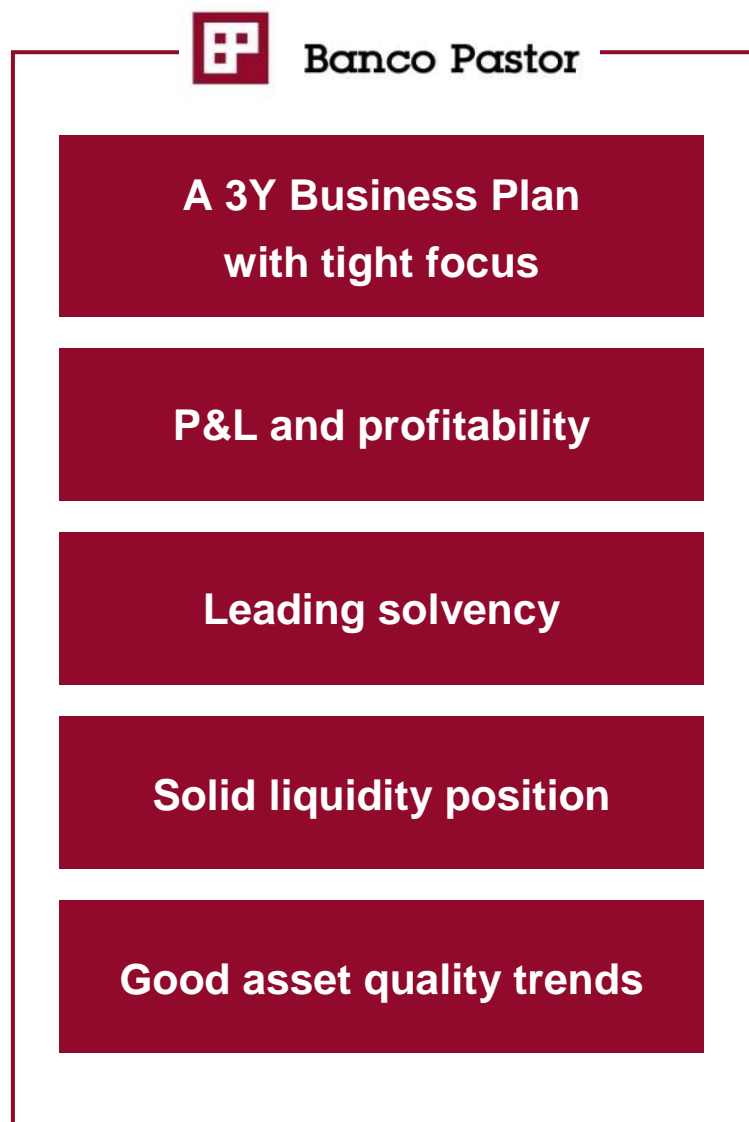 Banco Pastor
A 3Y Business Plan
with tight focus
P&L and profitability
Leading solvency
Solid liquidity position
Good asset quality trends